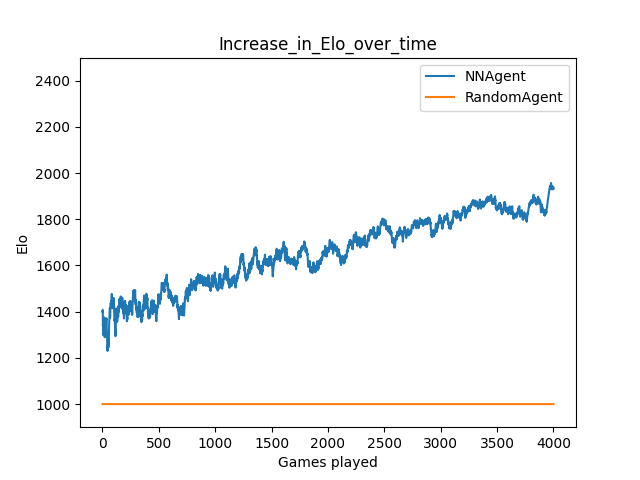 Increase_in_Elo_over_time
NNAgent
RandomAgent
2400
2200
2000
1800
1600
1400
1200
1000
Elo
0 500 1000 1500 2000 2500 3000 3500 4000
Games played